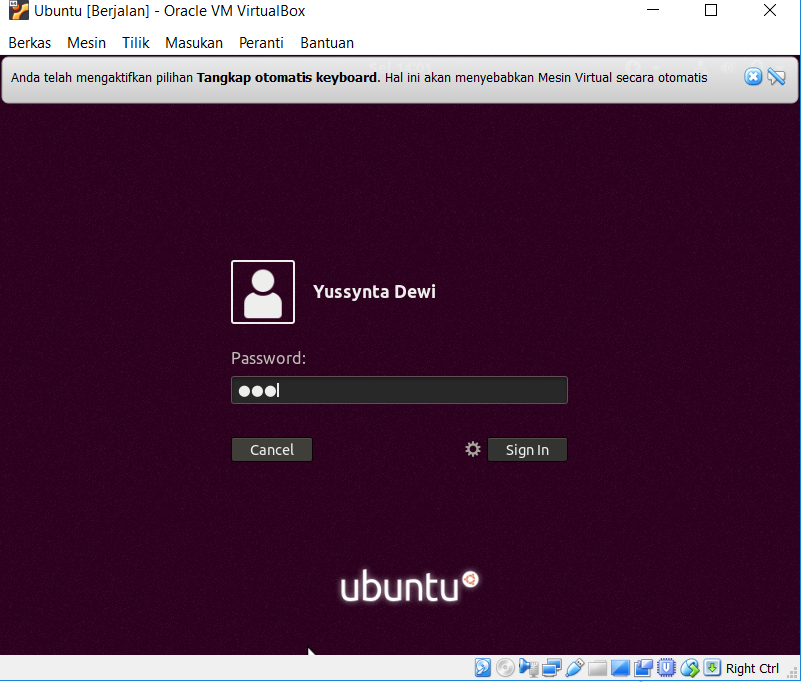 Ubuntu [Berjalan] - Oracle VM VirtualBox
Berkas Mesin Tilik Masukan Peranti Bantuan
Anda telah mengaktifkan pilihan Tangkap otomatis keyboard. Hal ini akan menyebabkan Mesin Virtual secara otomatis
Yussynta Dewi
Password:
Cancel
Sign In
ubuntu
Right Ctrl